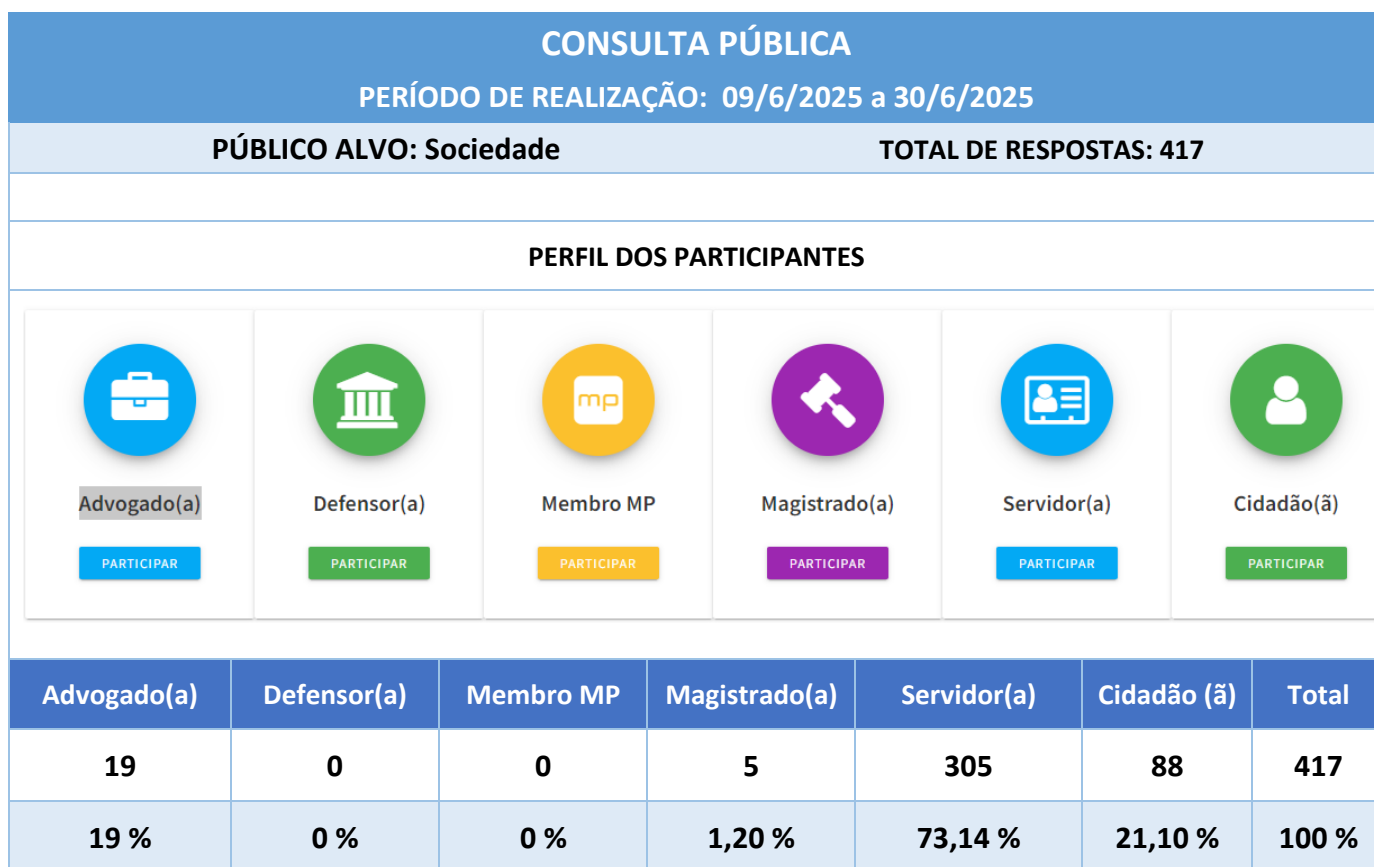 CONSULTA PÚBLICA
PERÍODO DE REALIZAÇÃO: 09/6/2025 a 30/6/2025
PÚBLICO ALVO: Sociedade TOTAL DE RESPOSTAS: 417
PERFIL DOS PARTICIPANTES
mp
Advogado(a) Defensor(a) Membro MP Magistrado(a) Servidor(a) Cidadão(ã)
PARTICIPAR PARTICIPAR PARTICIPAR PARTICIPAR PARTICIPAR PARTICIPAR
Advogado(a) Defensor(a) Membro MP Magistrado(a) Servidor(a) Cidadão (ã) Total
19 0 0 5 305 88 417
19 % 0 % 0 % 1,20 % 73,14 % 21,10 % 100 %